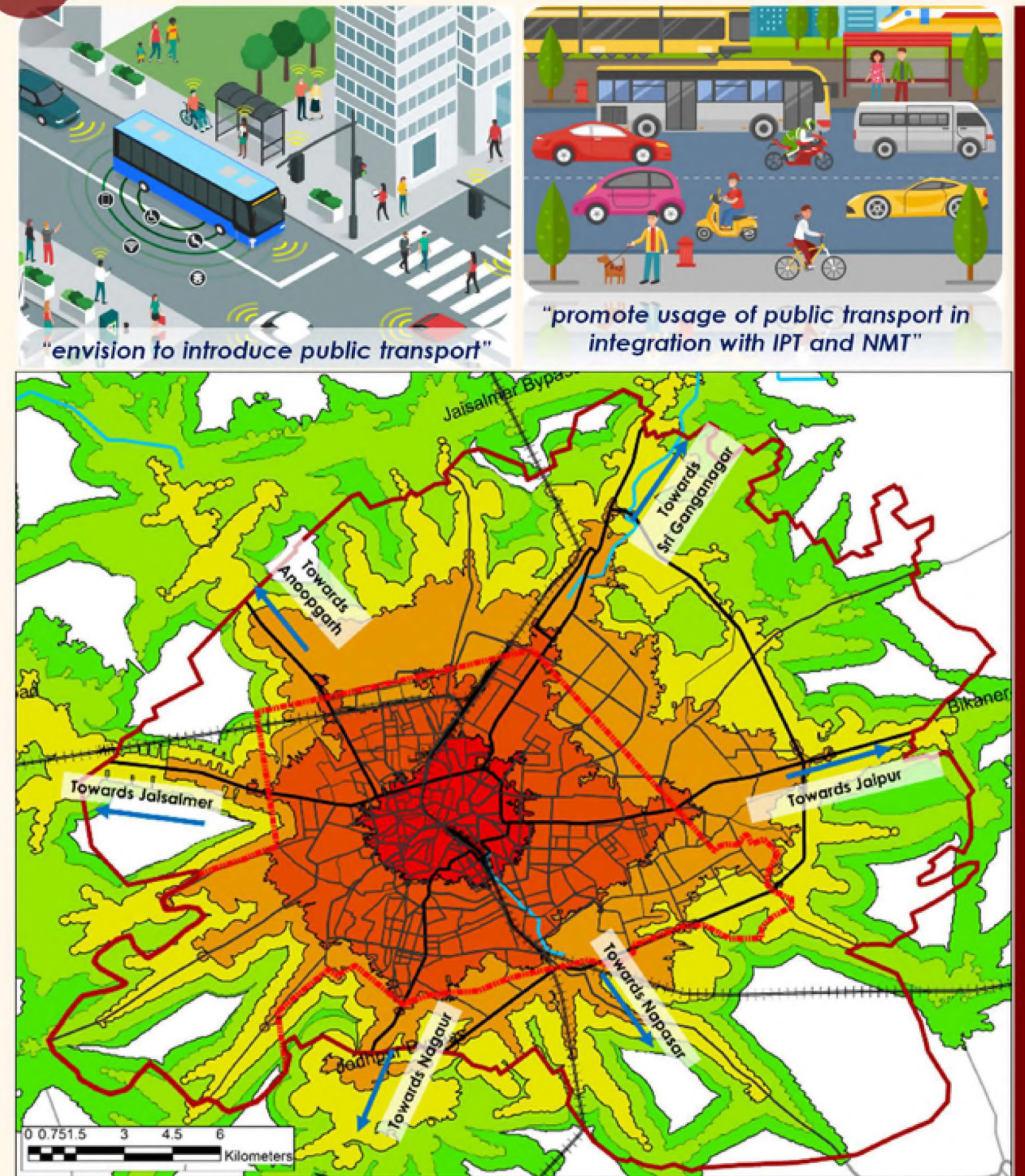 "envision to introduce public transport"
"promote usage of public transport in
integration with IPT and NMT"
Jaisalmer Bypas
Towards
Sri Ganganagar
Towards
Anoopgarh
Bikaner
Towards Jaisalmer
Towards Jaipur
Towards Napasar
Towards Nagaur
0 0.751.5 3 4.5 6
Kilometers